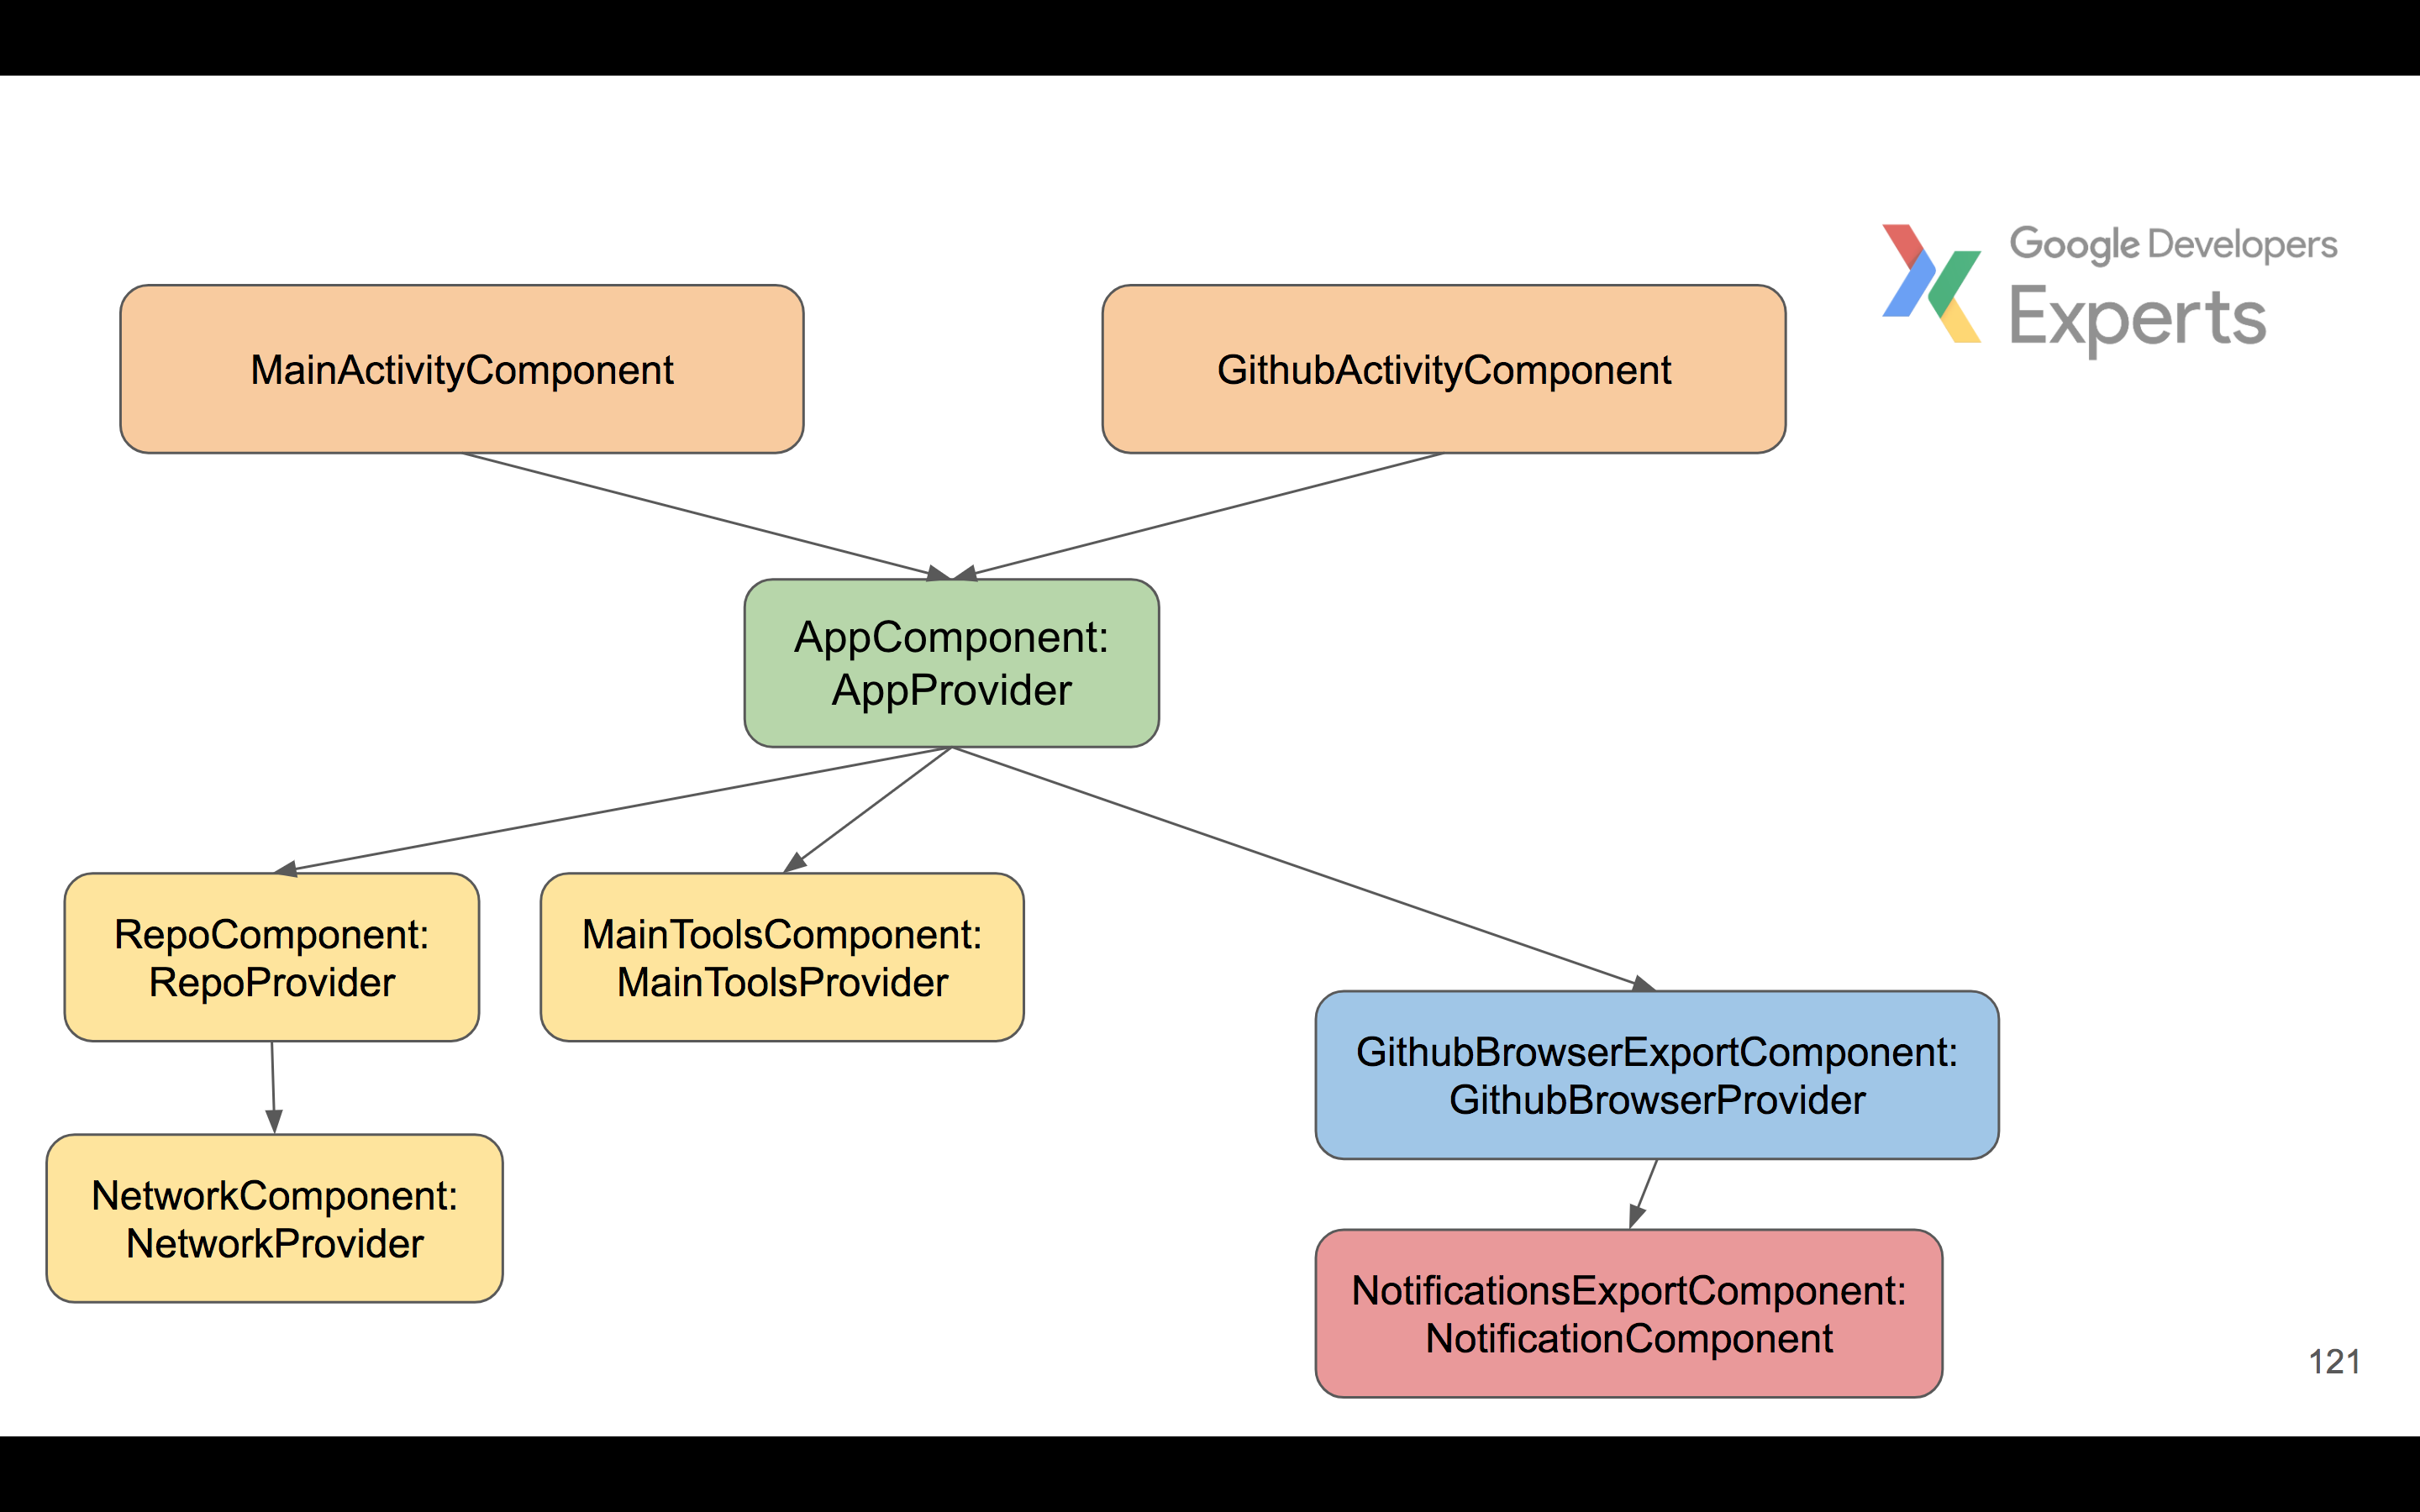 Google Developers
Experts
MainActivityComponent
GithubActivityComponent
AppComponent:
AppProvider
RepoComponent:
RepoProvider
MainToolsComponent:
MainToolsProvider
GithubBrowserExportComponent:
GithubBrowserProvider
NetworkComponent:
NetworkProvider
NotificationsExportComponent:
NotificationComponent
121